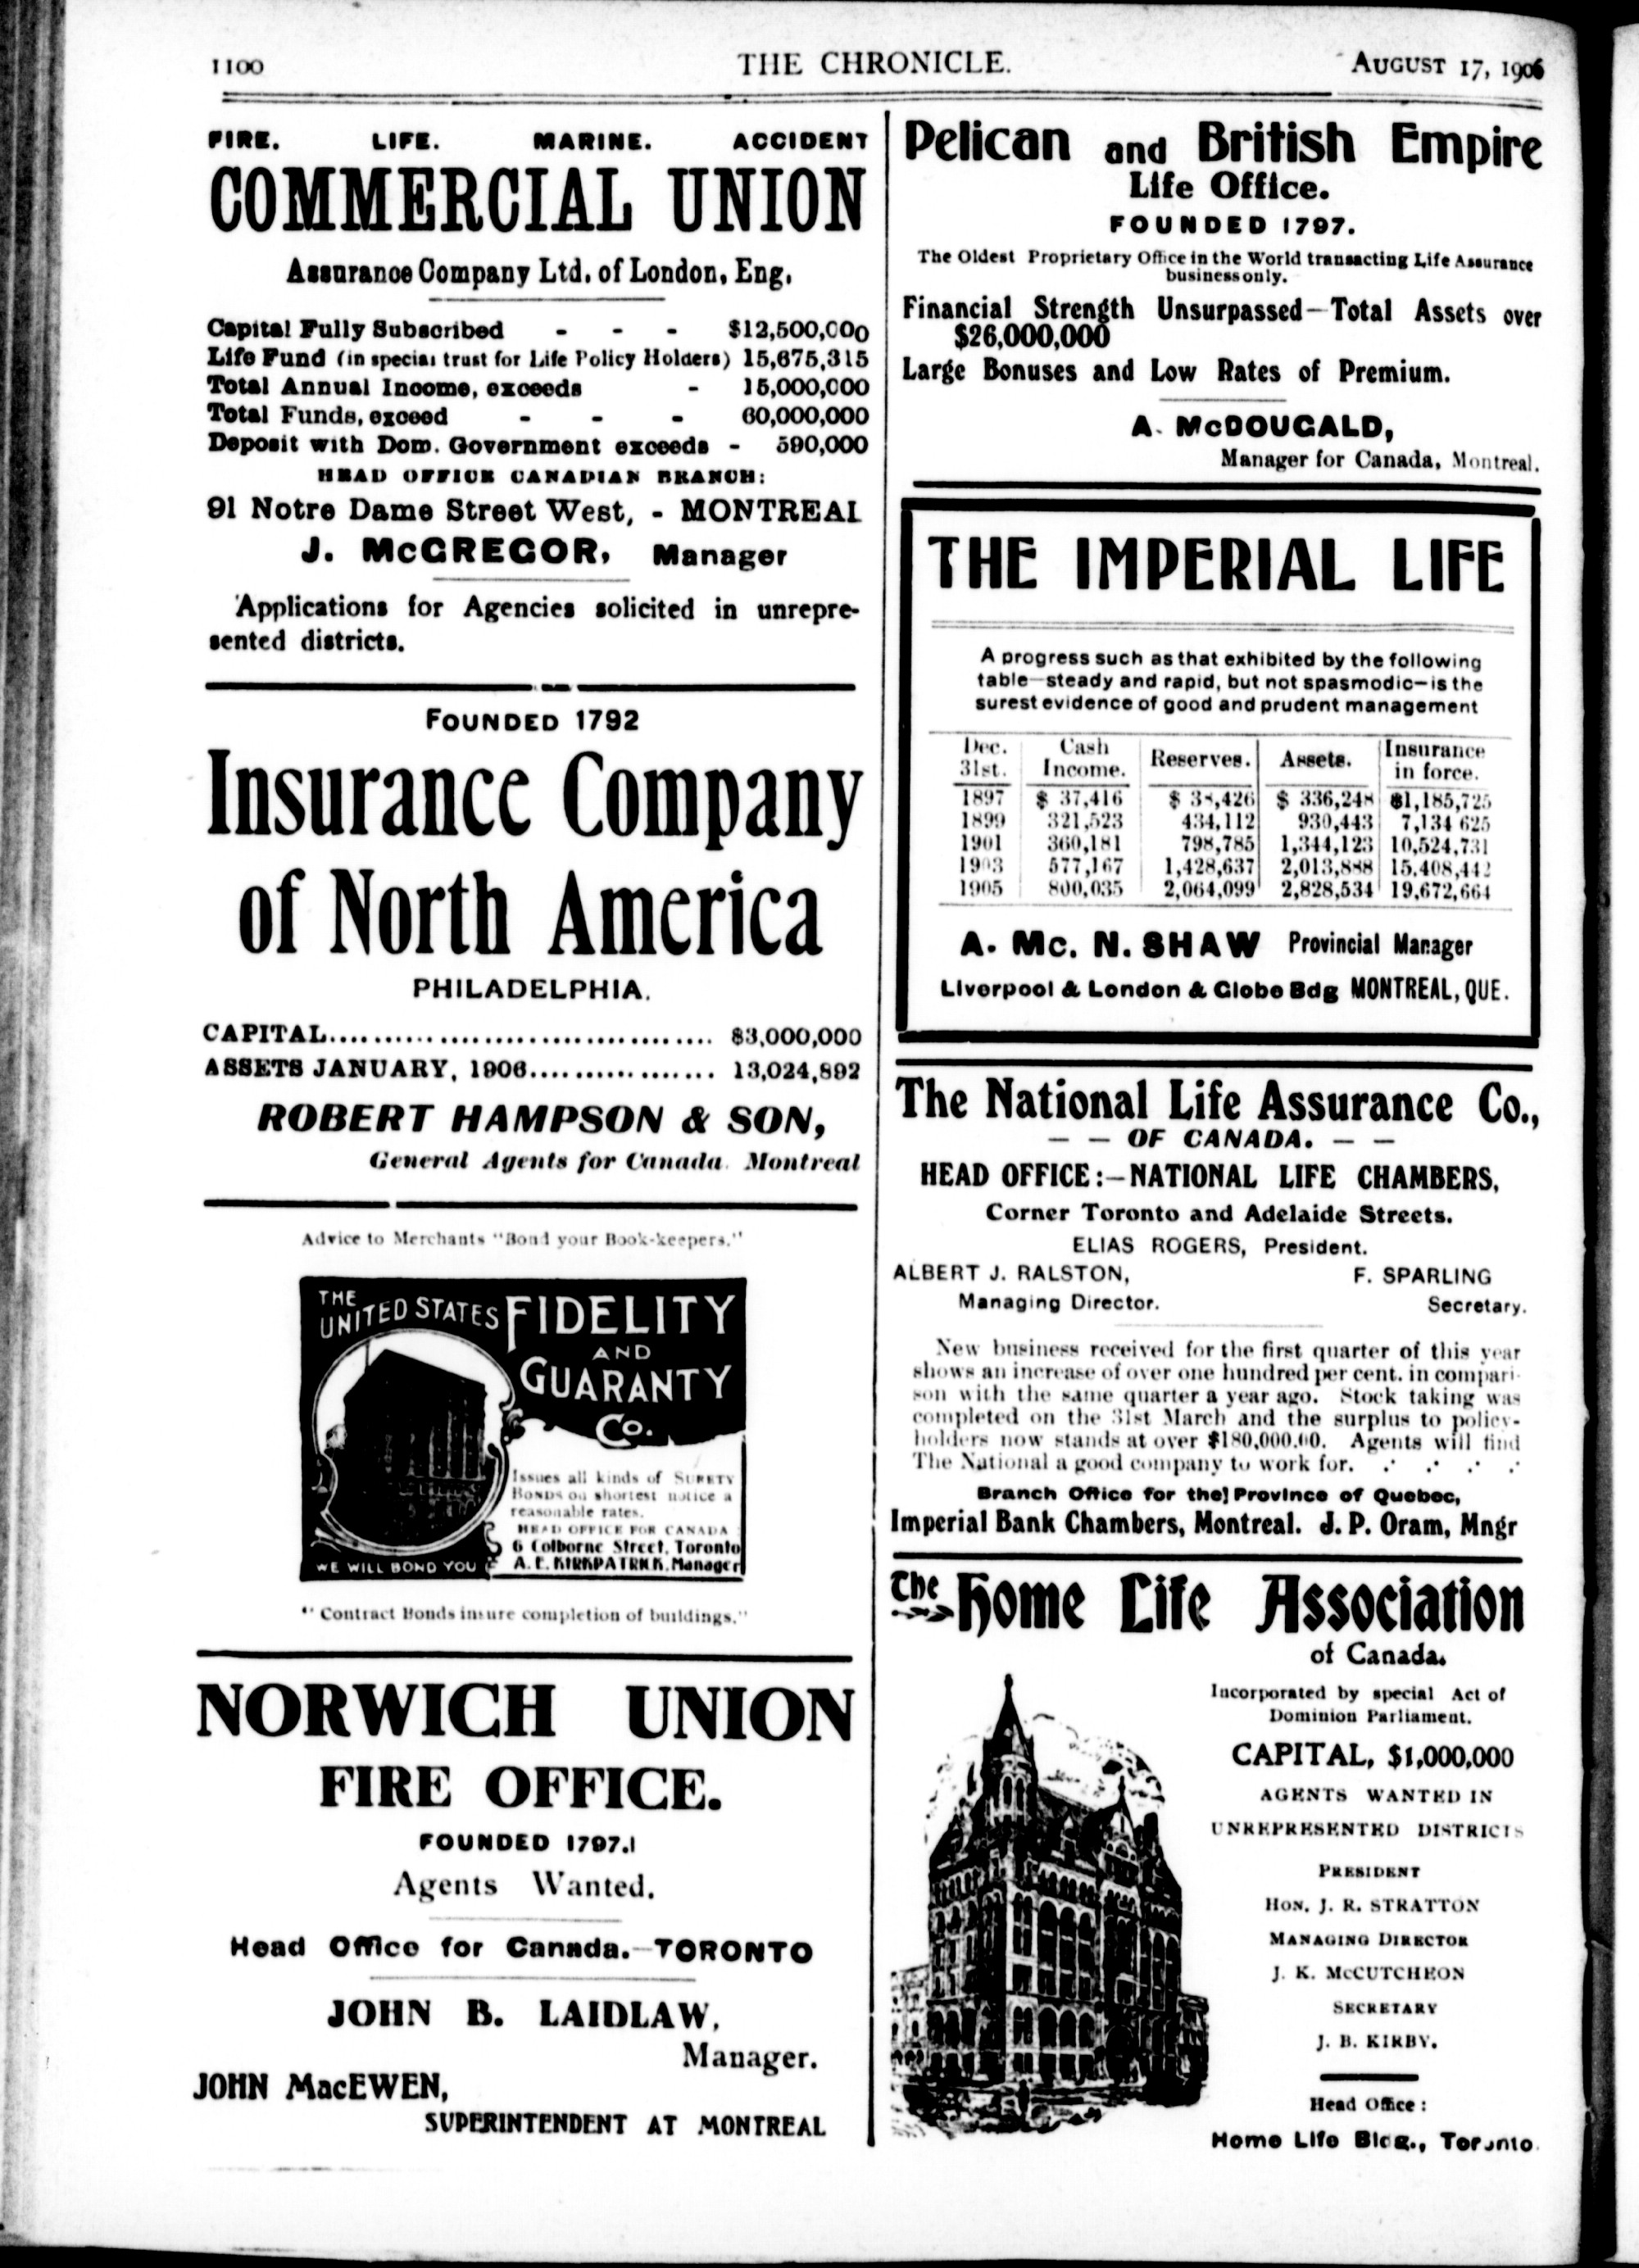 1100
THE CHRONICLE.
AUGUST 17, 1906
FIRE. LIFE. MARINE. ACCIDENT
COMMERCIAL UNION
Assurance Company Ltd. of London, Eng.
Capital Fully Subscribed - - - $12,500,000
Life Fund (in special trust for Life Policy Holders) 15,675,315
Total Annual Income, exceeds - 15,000,000
Total Funds, exceed - - - 60,000,000
Deposit with Dom. Government exceeds - 590,000
HEAD OFFICE CANADIAN BRANCH:
91 Notre Dame Street West, - MONTREAL
J. McGREGOR, Manager
Applications for Agencies solicited in unrepre-
sented districts.
FOUNDED 1792
Insurance Company
of North America
PHILADELPHIA.
CAPITAL........ $3,000,000
ASSETS JANUARY, 1906........ 13,024,892
ROBERT HAMPSON & SON,
General Agents for Canada. Montreal
Advice to Merchants "Bond your Book-keepers."
THE
UNITED STATES FIDELITY
AND
GUARANTY
Co.
Issues all kinds of SURETY
BONDS on shortest notice a
reasonable rates.
HEAD OFFICE FOR CANADA
6 Colborne Street, Toronto
A. E. KIRKPATRICK, Manager
WE WILL BOND YOU
"Contract Bonds insure completion of buildings."
NORWICH UNION
FIRE OFFICE.
FOUNDED 1797.
Agents Wanted.
Head Office for Canada.—TORONTO
JOHN B. LAIDLAW,
Manager.
JOHN MacEWEN,
SUPERINTENDENT AT MONTREAL
Pelican and British Empire
Life Office.
FOUNDED 1797.
The Oldest Proprietary Office in the World transacting Life Assurance
business only.
Financial Strength Unsurpassed—Total Assets over
$26,000,000
Large Bonuses and Low Rates of Premium.
A. McDOUGALD,
Manager for Canada, Montreal.
THE IMPERIAL LIFE
A progress such as that exhibited by the following
table—steady and rapid, but not spasmodic—is the
surest evidence of good and prudent management
Dec. 31st. Cash Income. Reserves. Assets. Insurance in force.
1897 $ 37,416 $ 38,426 $ 336,248 $1,185,725
1899 321,523 434,112 930,443 7,134 625
1901 360,181 798,785 1,344,123 10,524,731
1903 577,167 1,428,637 2,013,888 15,408,442
1905 800,035 2,064,099 2,828,534 19,672,664
A. Mc. N. SHAW Provincial Manager
Liverpool & London & Globe Bdg MONTREAL, QUE.
The National Life Assurance Co.,
— — OF CANADA. — —
HEAD OFFICE:—NATIONAL LIFE CHAMBERS,
Corner Toronto and Adelaide Streets.
ELIAS ROGERS, President.
ALBERT J. RALSTON, F. SPARLING
Managing Director. Secretary.
New business received for the first quarter of this year
shows an increase of over one hundred per cent. in compari-
son with the same quarter a year ago. Stock taking was
completed on the 31st March and the surplus to policy-
holders now stands at over $180,000.00. Agents will find
The National a good company to work for.
Branch Office for the Province of Quebec,
Imperial Bank Chambers, Montreal. J. P. Oram, Mngr
The Home Life Association
of Canada.
Incorporated by special Act of
Dominion Parliament.
CAPITAL, $1,000,000
AGENTS WANTED IN
UNREPRESENTED DISTRICTS
PRESIDENT
HON. J. R. STRATTON
MANAGING DIRECTOR
J. K. McCUTCHEON
SECRETARY
J. B. KIRBY.
Head Office:
Home Life Bldg., Toronto.